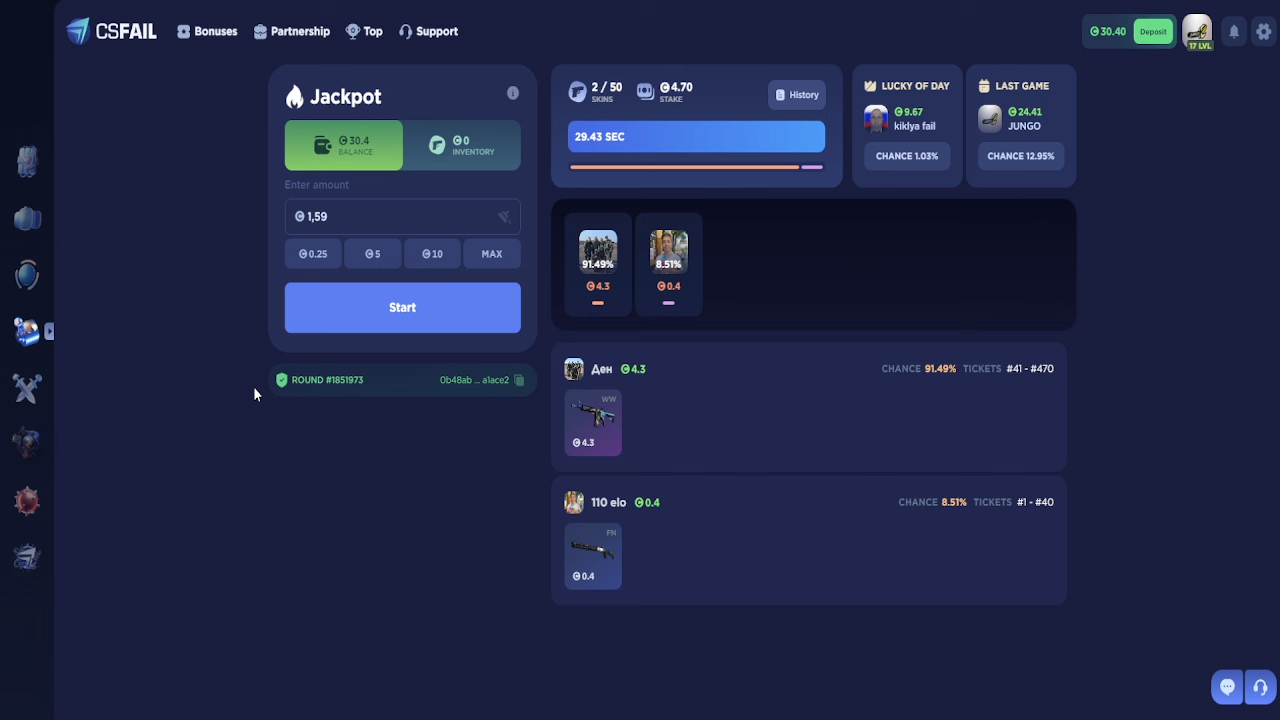 CSFAIL
Bonuses
Partnership
Top
Support
30.40
Deposit
17 LVL
Jackpot
30.4
BALANCE
0
INVENTORY
Enter amount
1,59
0.25
5
10
MAX
Start
ROUND #1851973
0b48ab ... a1ace2
2 / 50
SKINS
4.70
STAKE
History
29.43 SEC
LUCKY OF DAY
9.67
kiklya fail
CHANCE 1.03%
LAST GAME
24.41
JUNGO
CHANCE 12.95%
91.49%
4.3
8.51%
0.4
Ден 4.3
CHANCE 91.49% TICKETS #41 - #470
WW
4.3
110 elo 0.4
CHANCE 8.51% TICKETS #1 - #40
FN
0.4